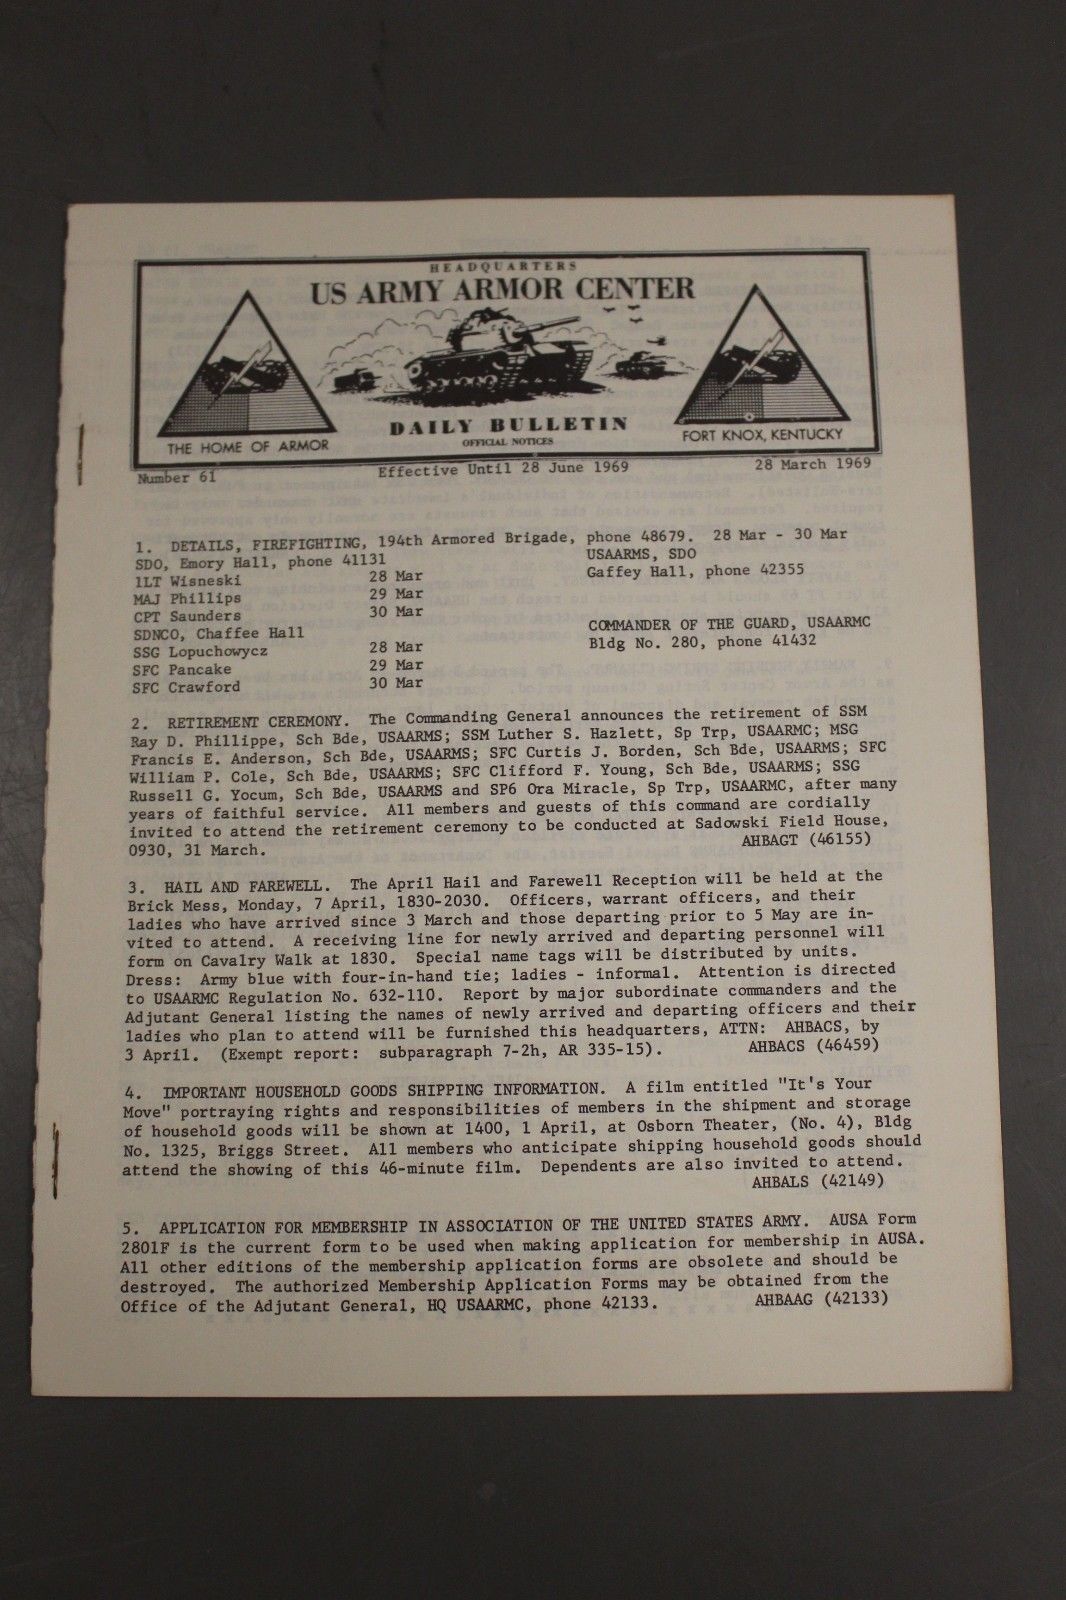 HEADQUARTERS
US ARMY ARMOR CENTER
DAILY BULLETIN
OFFICIAL NOTICES
THE HOME OF ARMOR
FORT KNOX, KENTUCKY
Number 61 Effective Until 28 June 1969 28 March 1969
1. DETAILS, FIREFIGHTING, 194th Armored Brigade, phone 48679. 28 Mar - 30 Mar
SDO, Emory Hall, phone 41131 USAARMS, SDO
1LT Wisneski 28 Mar Gaffey Hall, phone 42355
MAJ Phillips 29 Mar
CPT Saunders 30 Mar
SDNCO, Chaffee Hall COMMANDER OF THE GUARD, USAARMC
SSG Lopuchowycz 28 Mar Bldg No. 280, phone 41432
SFC Pancake 29 Mar
SFC Crawford 30 Mar
2. RETIREMENT CEREMONY. The Commanding General announces the retirement of SSM
Ray D. Phillippe, Sch Bde, USAARMS; SSM Luther S. Hazlett, Sp Trp, USAARMC; MSG
Francis E. Anderson, Sch Bde, USAARMS; SFC Curtis J. Borden, Sch Bde, USAARMS; SFC
William P. Cole, Sch Bde, USAARMS; SFC Clifford F. Young, Sch Bde, USAARMS; SSG
Russell G. Yocum, Sch Bde, USAARMS and SP6 Ora Miracle, Sp Trp, USAARMC, after many
years of faithful service. All members and guests of this command are cordially
invited to attend the retirement ceremony to be conducted at Sadowski Field House,
0930, 31 March. AHBAGT (46155)
3. HAIL AND FAREWELL. The April Hail and Farewell Reception will be held at the
Brick Mess, Monday, 7 April, 1830-2030. Officers, warrant officers, and their
ladies who have arrived since 3 March and those departing prior to 5 May are in-
vited to attend. A receiving line for newly arrived and departing personnel will
form on Cavalry Walk at 1830. Special name tags will be distributed by units.
Dress: Army blue with four-in-hand tie; ladies - informal. Attention is directed
to USAARMC Regulation No. 632-110. Report by major subordinate commanders and the
Adjutant General listing the names of newly arrived and departing officers and their
ladies who plan to attend will be furnished this headquarters, ATTN: AHBACS, by
3 April. (Exempt report: subparagraph 7-2h, AR 335-15). AHBACS (46459)
4. IMPORTANT HOUSEHOLD GOODS SHIPPING INFORMATION. A film entitled "It's Your
Move" portraying rights and responsibilities of members in the shipment and storage
of household goods will be shown at 1400, 1 April, at Osborn Theater, (No. 4), Bldg
No. 1325, Briggs Street. All members who anticipate shipping household goods should
attend the showing of this 46-minute film. Dependents are also invited to attend.
AHBALS (42149)
5. APPLICATION FOR MEMBERSHIP IN ASSOCIATION OF THE UNITED STATES ARMY. AUSA Form
2801F is the current form to be used when making application for membership in AUSA.
All other editions of the membership application forms are obsolete and should be
destroyed. The authorized Membership Application Forms may be obtained from the
Office of the Adjutant General, HQ USAARMC, phone 42133. AHBAAG (42133)